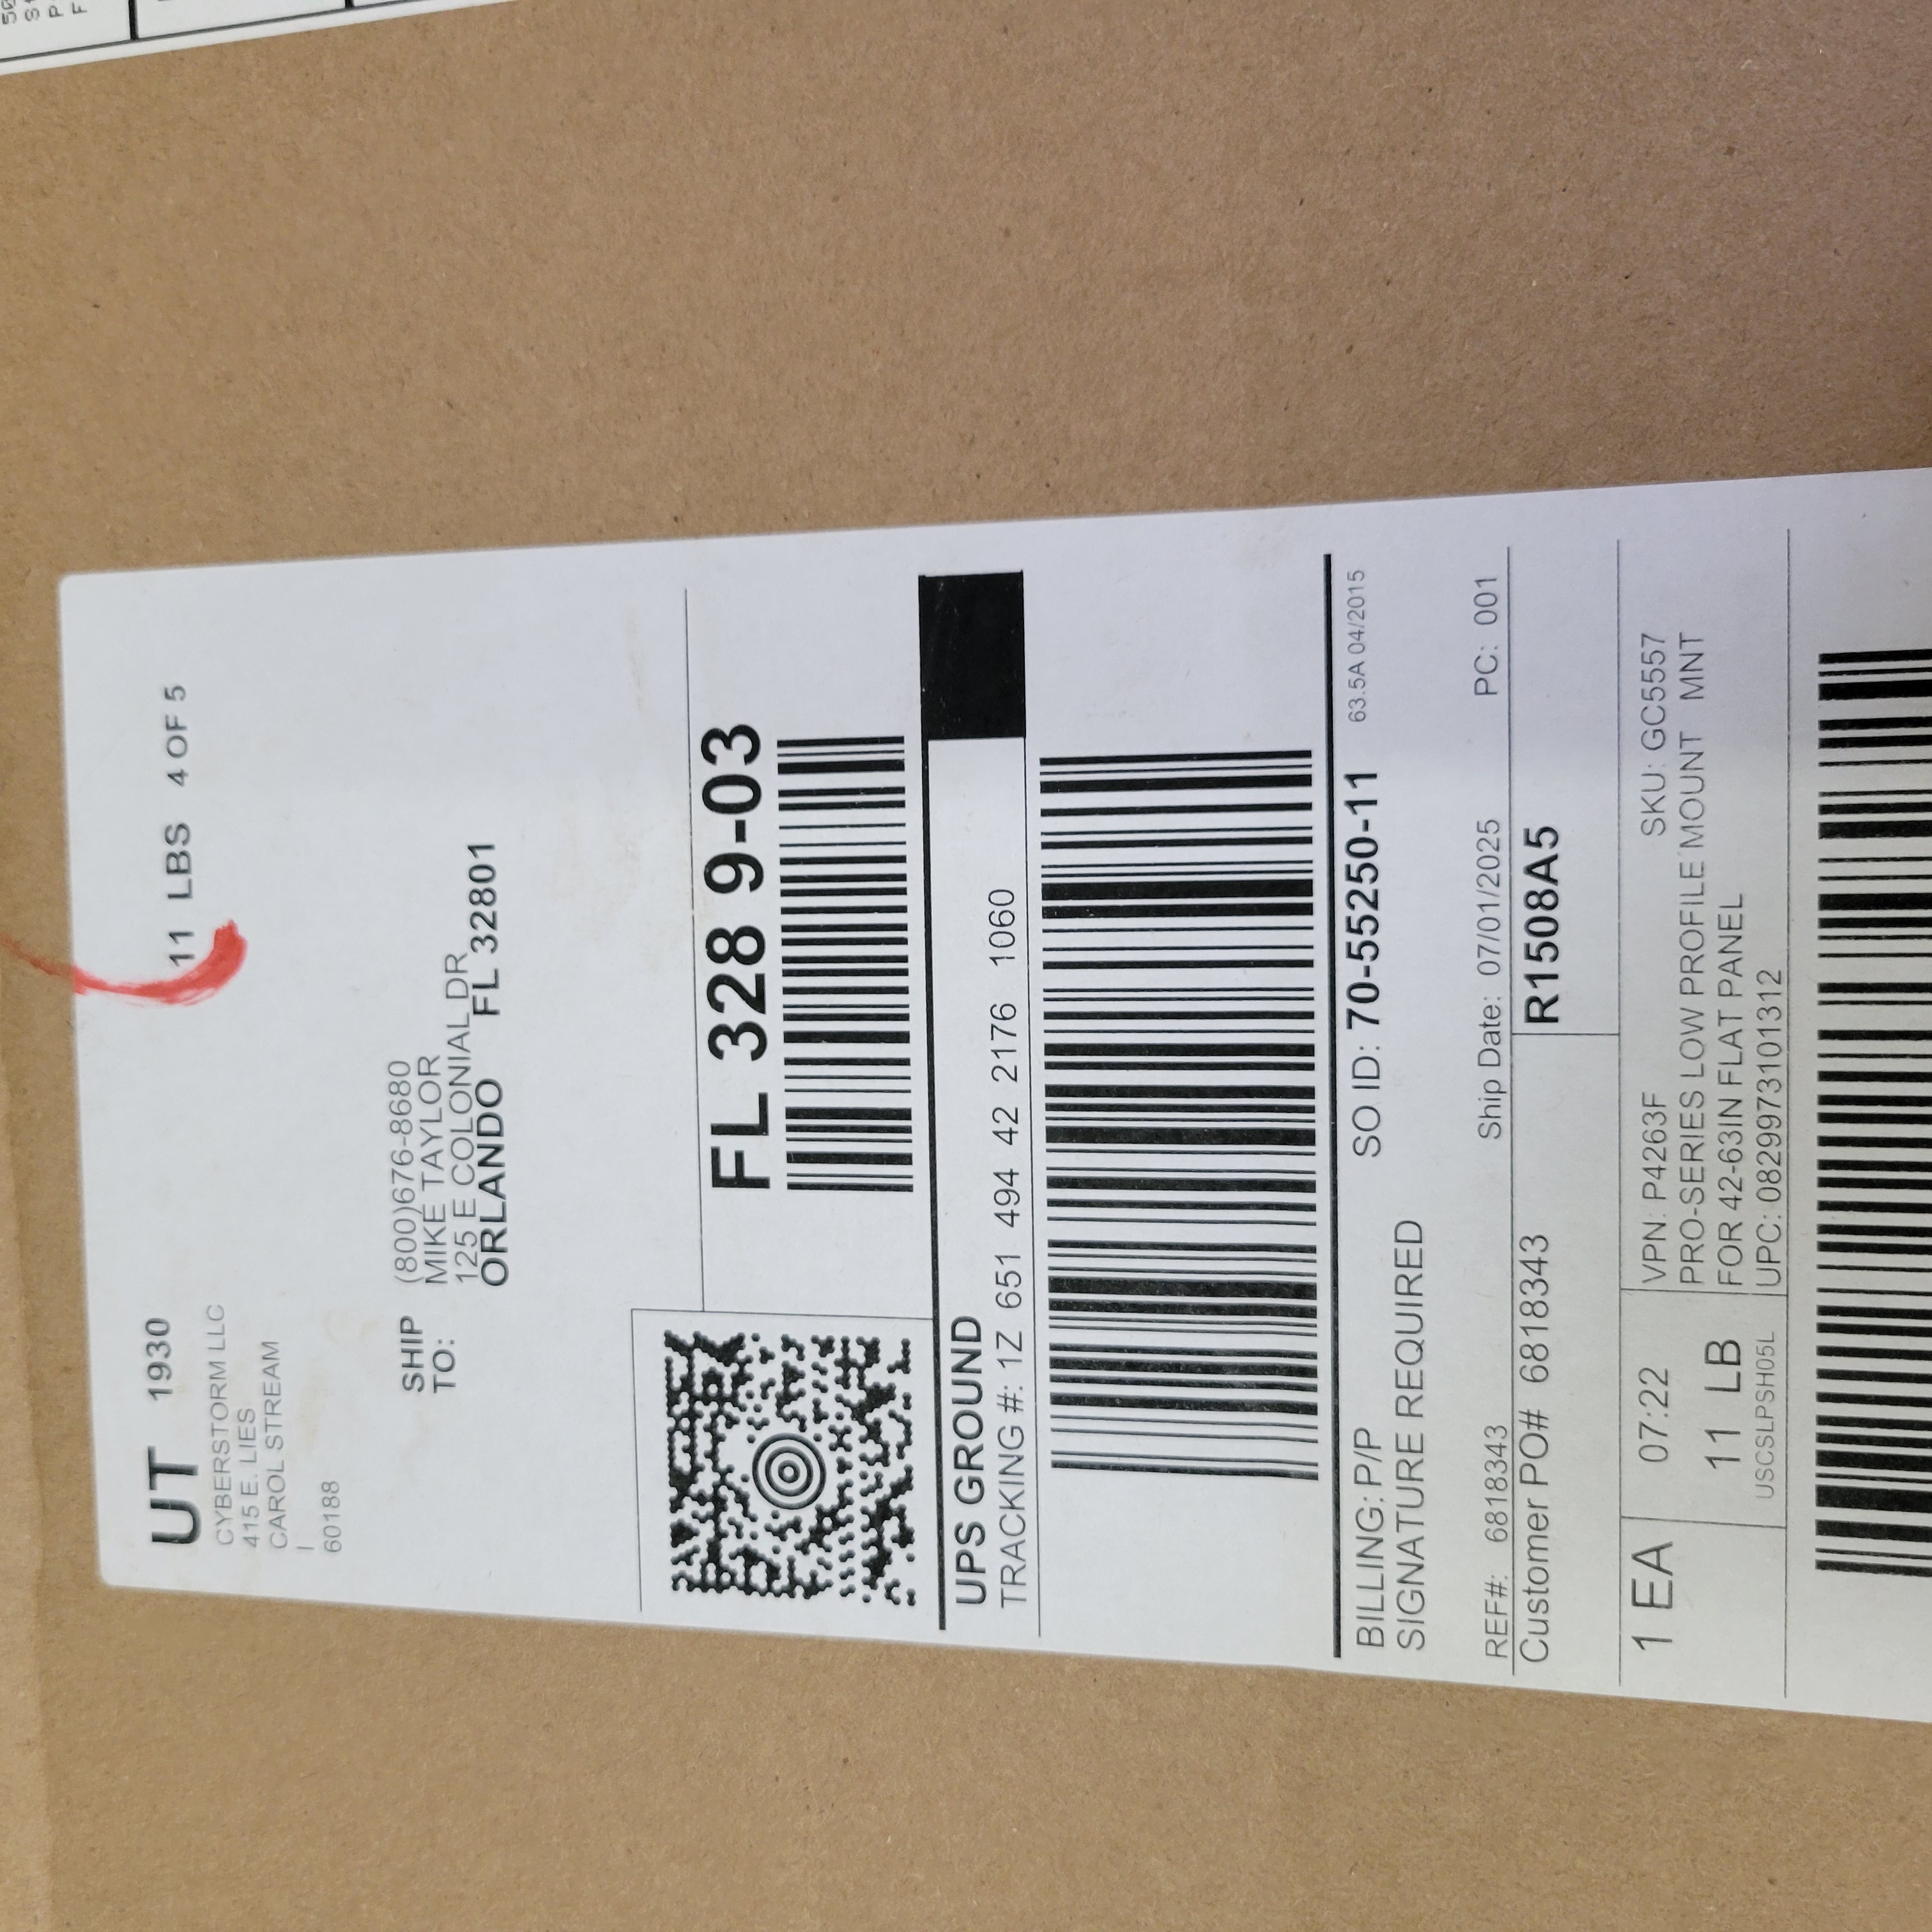 UT 1930
11 LBS 4 OF 5
CYBERSTORM LLC
415 E. LIES
CAROL STREAM
I
60188
SHIP
TO:
(800)676-8680
MIKE TAYLOR
125 E COLONIAL DR
ORLANDO FL 32801
FL 328 9-03
UPS GROUND
TRACKING #: 1Z 651 494 42 2176 1060
BILLING: P/P
SIGNATURE REQUIRED
SO ID: 70-55250-11
63.5A 04/2015
REF#: 6818343
Ship Date: 07/01/2025
PC: 001
Customer PO# 6818343
R1508A5
1 EA
07:22
11 LB
USCSLPSH05L
VPN: P4263F
SKU: GC5557
PRO-SERIES LOW PROFILE MOUNT MNT
FOR 42-63IN FLAT PANEL
UPC: 0829973101312